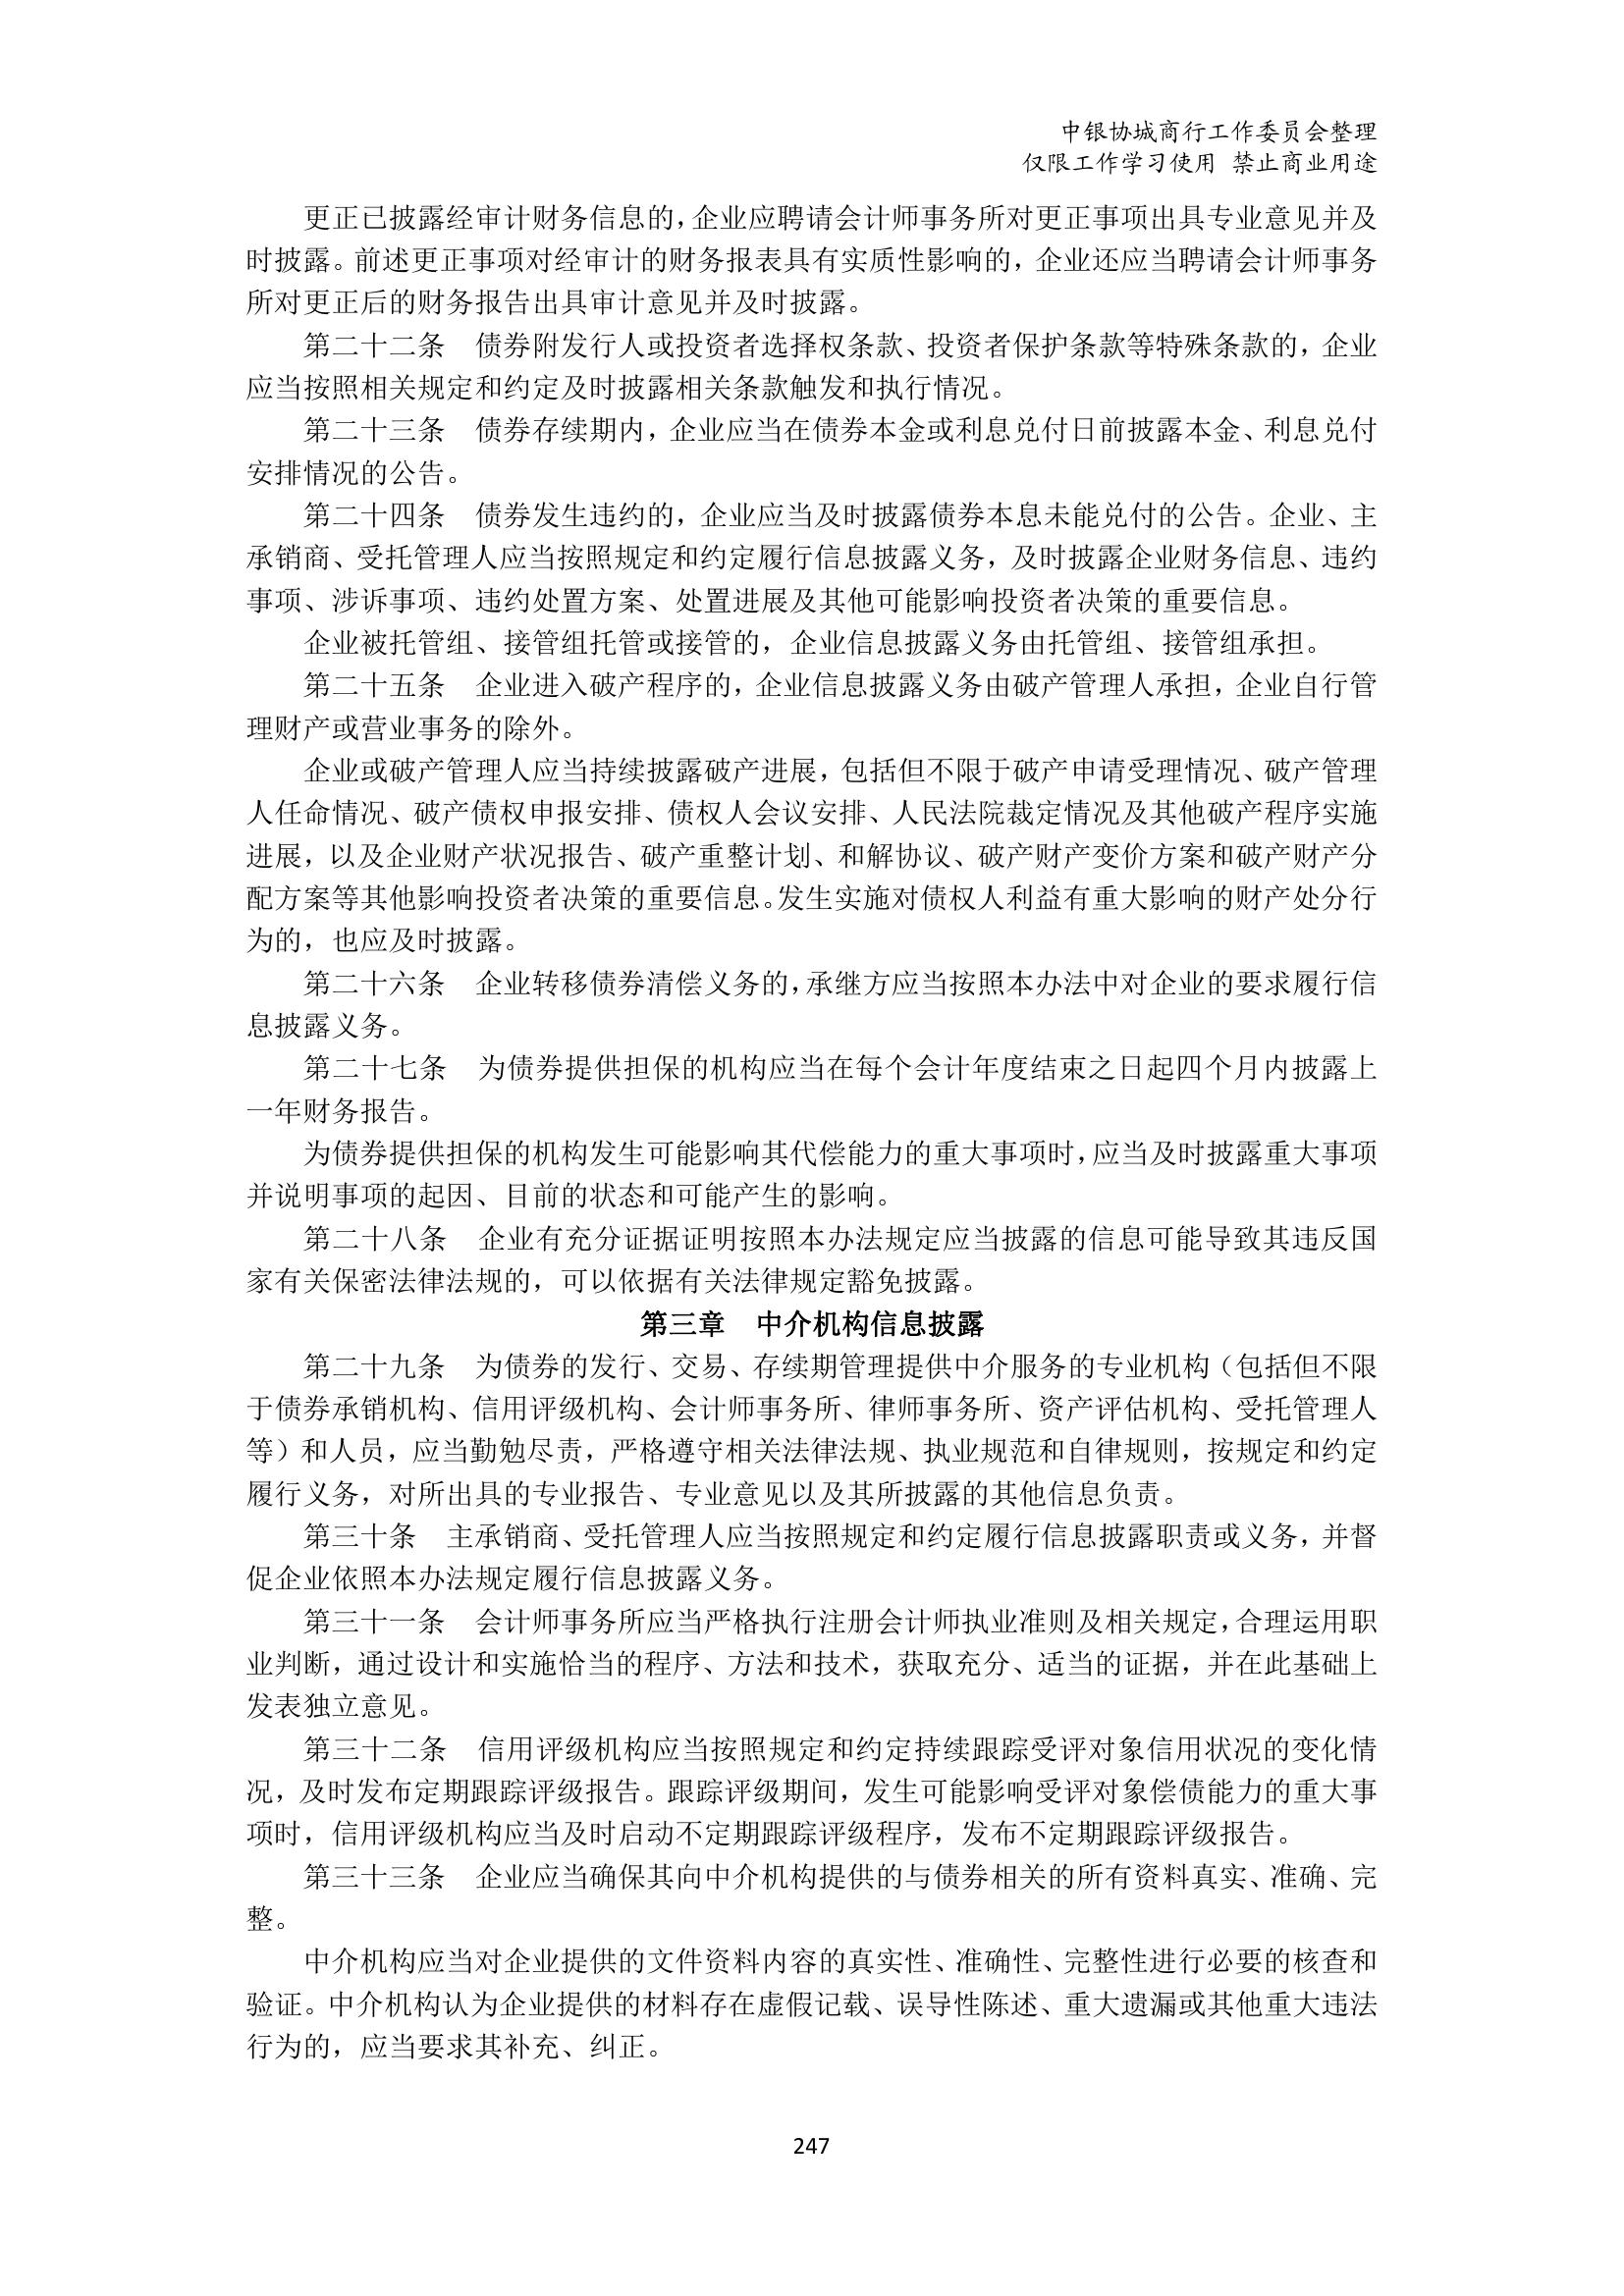 中银协城商行工作委员会整理
仅限工作学习使用 禁止商业用途
更正已披露经审计财务信息的，企业应聘请会计师事务所对更正事项出具专业意见并及
时披露。前述更正事项对经审计的财务报表具有实质性影响的，企业还应当聘请会计师事务
所对更正后的财务报告出具审计意见并及时披露。
第二十二条　债券附发行人或投资者选择权条款、投资者保护条款等特殊条款的，企业
应当按照相关规定和约定及时披露相关条款触发和执行情况。
第二十三条　债券存续期内，企业应当在债券本金或利息兑付日前披露本金、利息兑付
安排情况的公告。
第二十四条　债券发生违约的，企业应当及时披露债券本息未能兑付的公告。企业、主
承销商、受托管理人应当按照规定和约定履行信息披露义务，及时披露企业财务信息、违约
事项、涉诉事项、违约处置方案、处置进展及其他可能影响投资者决策的重要信息。
企业被托管组、接管组托管或接管的，企业信息披露义务由托管组、接管组承担。
第二十五条　企业进入破产程序的，企业信息披露义务由破产管理人承担，企业自行管
理财产或营业事务的除外。
企业或破产管理人应当持续披露破产进展，包括但不限于破产申请受理情况、破产管理
人任命情况、破产债权申报安排、债权人会议安排、人民法院裁定情况及其他破产程序实施
进展，以及企业财产状况报告、破产重整计划、和解协议、破产财产变价方案和破产财产分
配方案等其他影响投资者决策的重要信息。发生实施对债权人利益有重大影响的财产处分行
为的，也应及时披露。
第二十六条　企业转移债券清偿义务的，承继方应当按照本办法中对企业的要求履行信
息披露义务。
第二十七条　为债券提供担保的机构应当在每个会计年度结束之日起四个月内披露上
一年财务报告。
为债券提供担保的机构发生可能影响其代偿能力的重大事项时，应当及时披露重大事项
并说明事项的起因、目前的状态和可能产生的影响。
第二十八条　企业有充分证据证明按照本办法规定应当披露的信息可能导致其违反国
家有关保密法律法规的，可以依据有关法律规定豁免披露。
第三章　中介机构信息披露
第二十九条　为债券的发行、交易、存续期管理提供中介服务的专业机构（包括但不限
于债券承销机构、信用评级机构、会计师事务所、律师事务所、资产评估机构、受托管理人
等）和人员，应当勤勉尽责，严格遵守相关法律法规、执业规范和自律规则，按规定和约定
履行义务，对所出具的专业报告、专业意见以及其所披露的其他信息负责。
第三十条　主承销商、受托管理人应当按照规定和约定履行信息披露职责或义务，并督
促企业依照本办法规定履行信息披露义务。
第三十一条　会计师事务所应当严格执行注册会计师执业准则及相关规定，合理运用职
业判断，通过设计和实施恰当的程序、方法和技术，获取充分、适当的证据，并在此基础上
发表独立意见。
第三十二条　信用评级机构应当按照规定和约定持续跟踪受评对象信用状况的变化情
况，及时发布定期跟踪评级报告。跟踪评级期间，发生可能影响受评对象偿债能力的重大事
项时，信用评级机构应当及时启动不定期跟踪评级程序，发布不定期跟踪评级报告。
第三十三条　企业应当确保其向中介机构提供的与债券相关的所有资料真实、准确、完
整。
中介机构应当对企业提供的文件资料内容的真实性、准确性、完整性进行必要的核查和
验证。中介机构认为企业提供的材料存在虚假记载、误导性陈述、重大遗漏或其他重大违法
行为的，应当要求其补充、纠正。
247